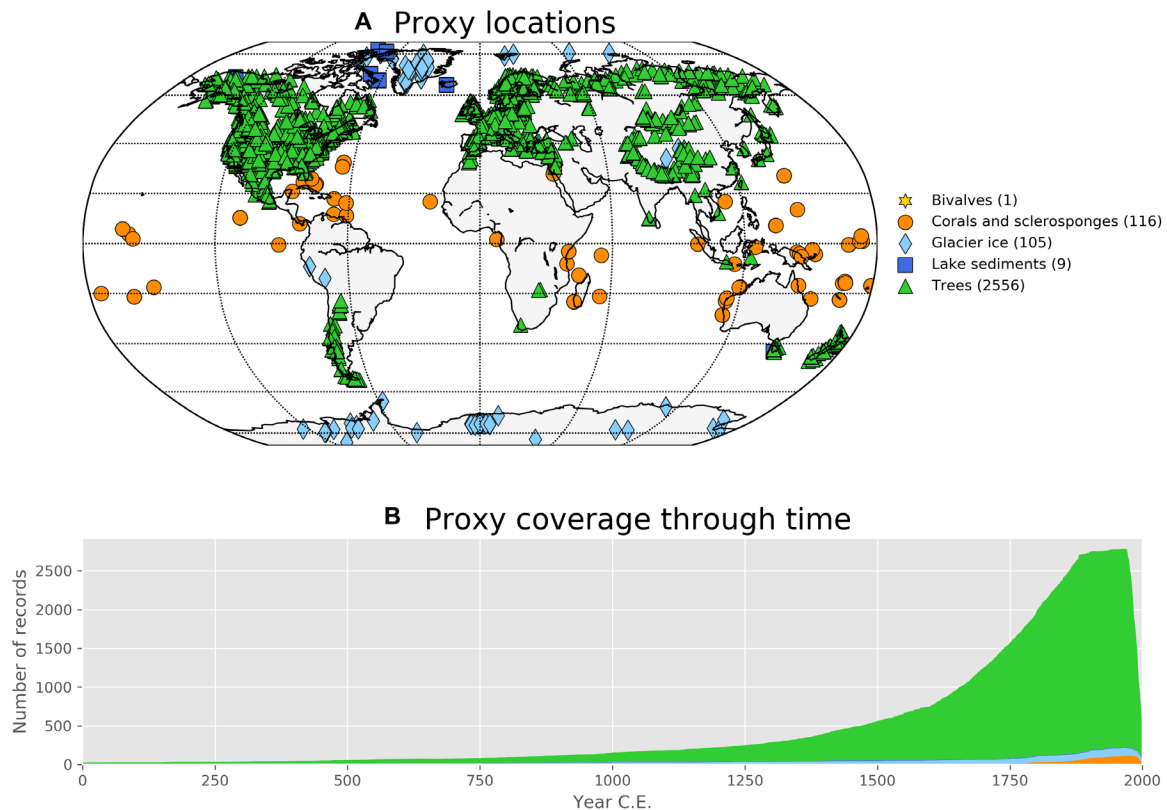 A Proxy locations
Bivalves (1)
Corals and sclerosponges (116)
Glacier ice (105)
Lake sediments (9)
Trees (2556)
B Proxy coverage through time
Number of records
2500
2000
1500
1000
500
0
0 250 500 750 1000 1250 1500 1750 2000
Year C.E.